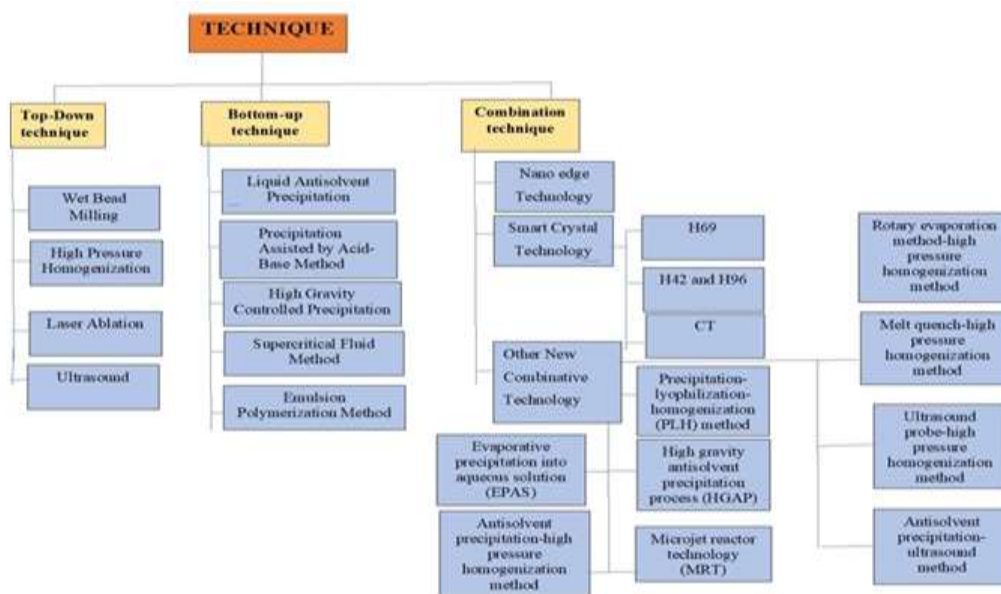 TECHNIQUE
Top-Down
technique
Wet Bead
Milling
High Pressure
Homogenization
Laser Ablation
Ultrasound
Bottom-up
technique
Liquid Antisolvent
Precipitation
Precipitation
Assisted by Acid-
Base Method
High Gravity
Controlled Precipitation
Supercritical Fluid
Method
Emulsion
Polymerization Method
Combination
technique
Nano edge
Technology
Smart Crystal
Technology
H69
H42 and H96
CT
Other New
Combinative
Technology
Precipitation-
lyophilization-
homogenization
(PLH) method
Evaporative
precipitation into
aqueous solution
(EPAS)
High gravity
antisolvent
precipitation
process (HGAP)
Antisolvent
precipitation-high
pressure
homogenization
method
Microjet reactor
technology
(MRT)
Rotary evaporation
method-high
pressure
homogenization
method
Melt quench-high
pressure
homogenization
method
Ultrasound
probe-high
pressure
homogenization
method
Antisolvent
precipitation-
ultrasound
method